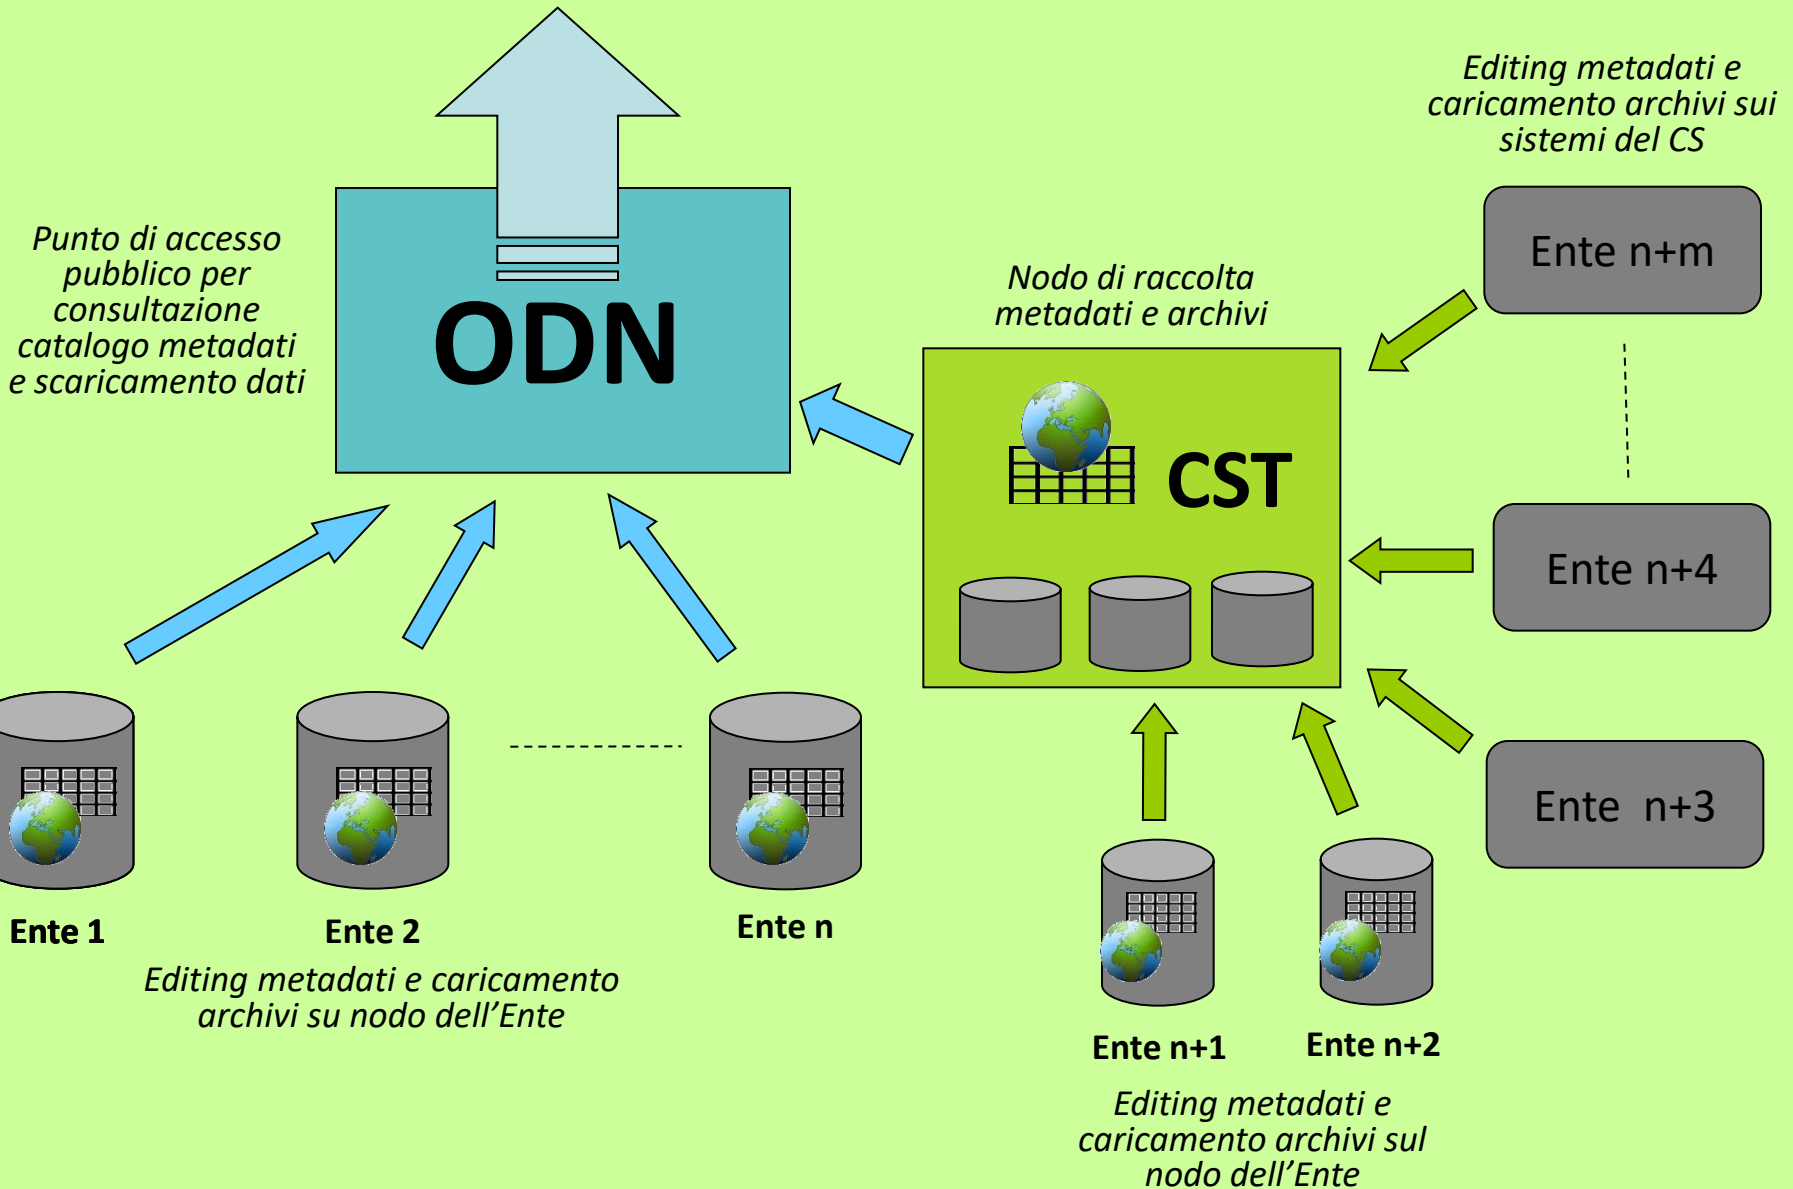 Editing metadati e
caricamento archivi sui
sistemi del CS
Ente n+m
Punto di accesso
pubblico per
consultazione
catalogo metadati
e scaricamento dati
ODN
Nodo di raccolta
metadati e archivi
CST
Ente n+4
Ente  n+3
Ente 1
Ente 2
Ente n
Editing metadati e caricamento
archivi su nodo dell’Ente
Ente n+1
Ente n+2
Editing metadati e
caricamento archivi sul
nodo dell’Ente